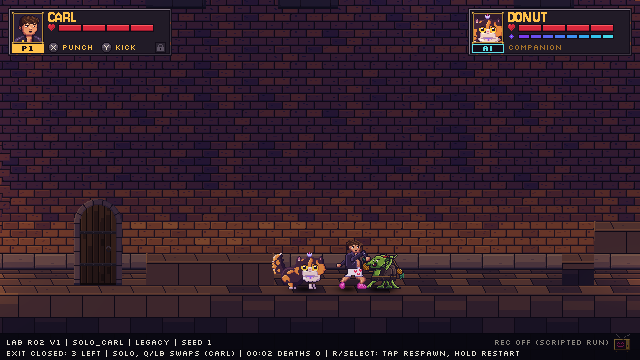 CARL
DONUT
P1
X PUNCH Y KICK
AI
COMPANION
LAB R02 V1 | SOLO_CARL | LEGACY | SEED 1
REC OFF (SCRIPTED RUN)
EXIT CLOSED: 3 LEFT | SOLO, Q/LB SWAPS (CARL) | 00:02 DEATHS 0 | R/SELECT: TAP RESPAWN, HOLD RESTART